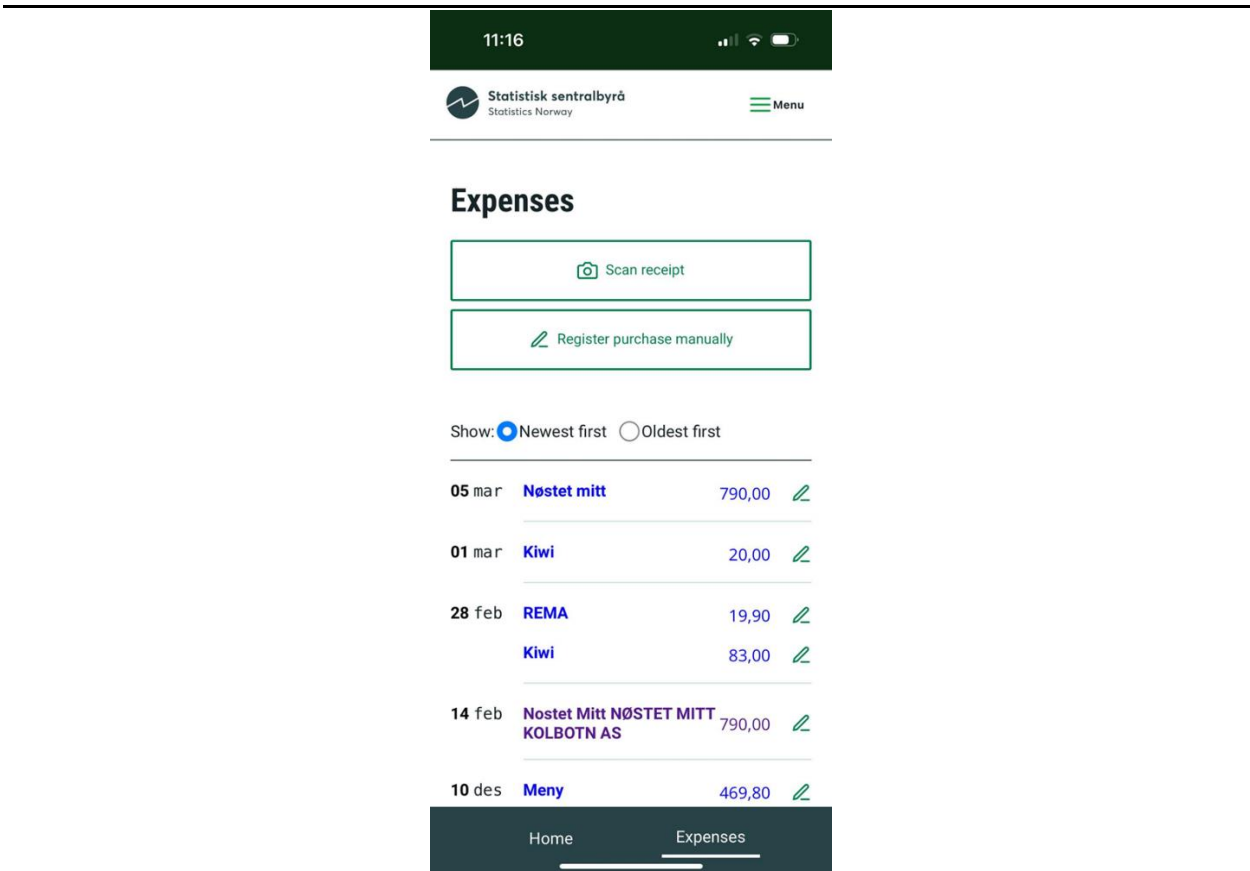 11:16
Statistisk sentralbyrå
Statistics Norway
Menu
Expenses
Scan receipt
Register purchase manually
Show: Newest first Oldest first
05 mar Nøstet mitt 790,00
01 mar Kiwi 20,00
28 feb REMA 19,90
Kiwi 83,00
14 feb Nostet Mitt NØSTET MITT 790,00
KOLBOTN AS
10 des Meny 469,80
Home Expenses